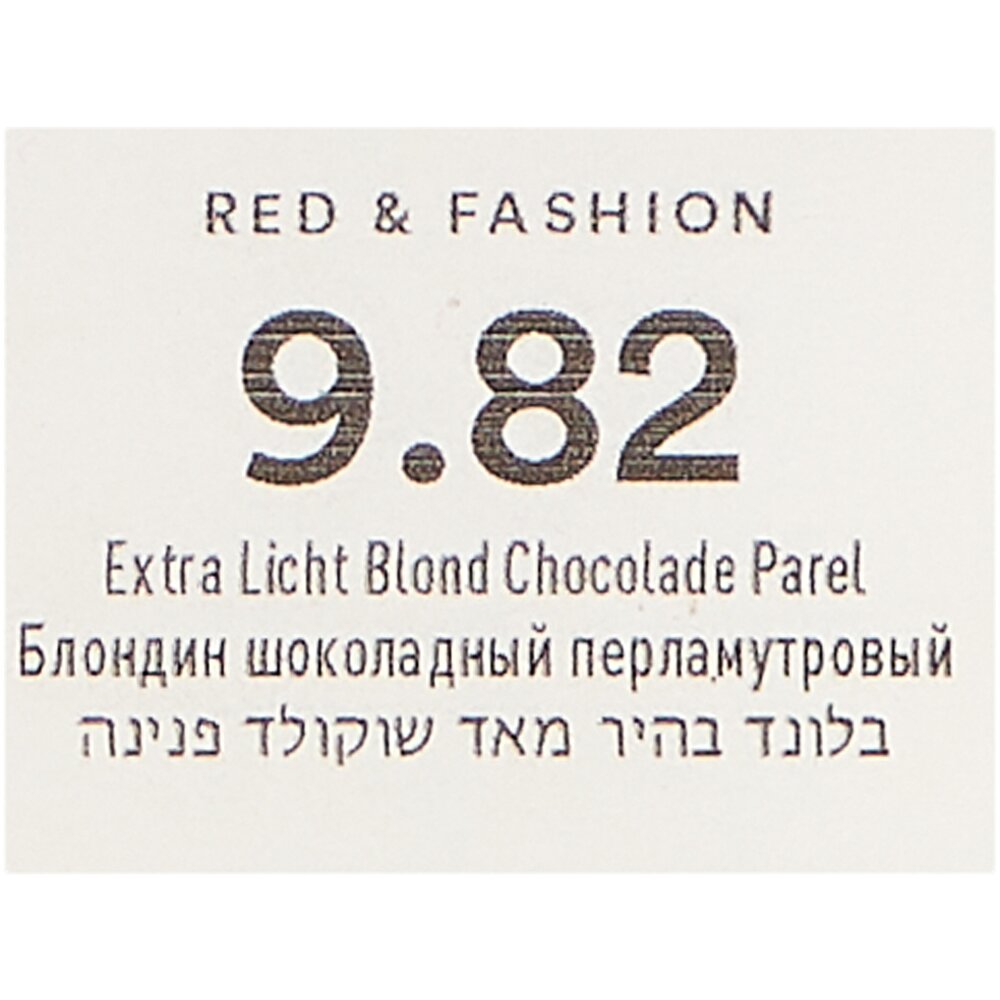 RED & FASHION
9.82
Extra Licht Blond Chocolade Parel
Блондин шоколадный перламутровый
בלונד בהיר מאד שוקולד פנינה